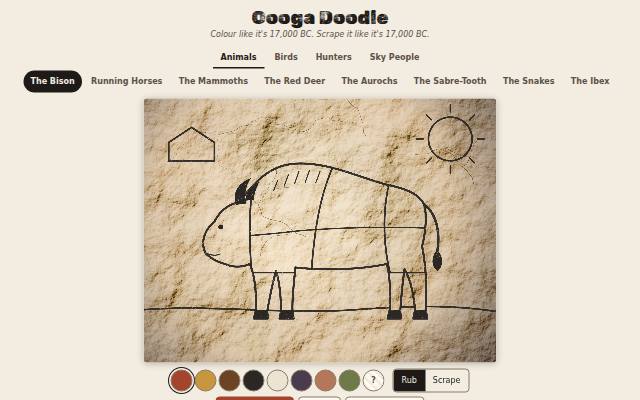 Ooga Doodle
Colour like it's 17,000 BC. Scrape it like it's 17,000 BC.
Animals Birds Hunters Sky People
The Bison Running Horses The Mammoths The Red Deer The Aurochs The Sabre-Tooth The Snakes The Ibex
? Rub Scrape